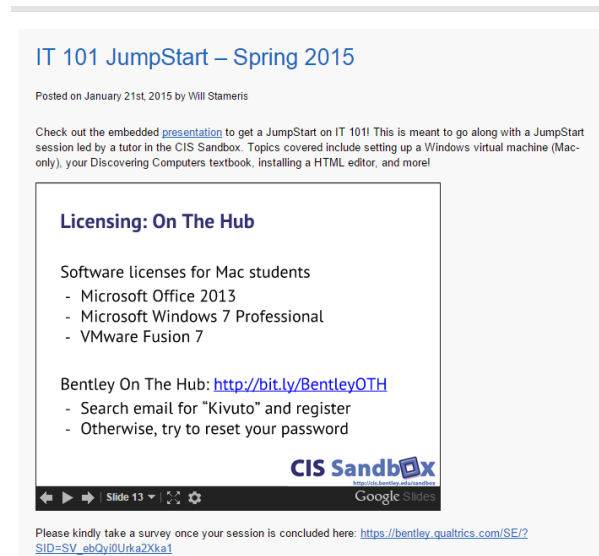 IT 101 JumpStart – Spring 2015
Posted on January 21st, 2015 by Will Stameris
Check out the embedded presentation to get a JumpStart on IT 101! This is meant to go along with a JumpStart
session led by a tutor in the CIS Sandbox. Topics covered include setting up a Windows virtual machine (Mac-
only), your Discovering Computers textbook, installing a HTML editor, and more!
Licensing: On The Hub
Software licenses for Mac students
- Microsoft Office 2013
- Microsoft Windows 7 Professional
- VMware Fusion 7
Bentley On The Hub: http://bit.ly/BentleyOTH
- Search email for “Kivuto” and register
- Otherwise, try to reset your password
CIS Sandbox
http://cis.bentley.edu/sandbox
Slide 13
Google Slides
Please kindly take a survey once your session is concluded here: https://bentley.qualtrics.com/SE/?
SID=SV_ebQyi0Urka2Xka1